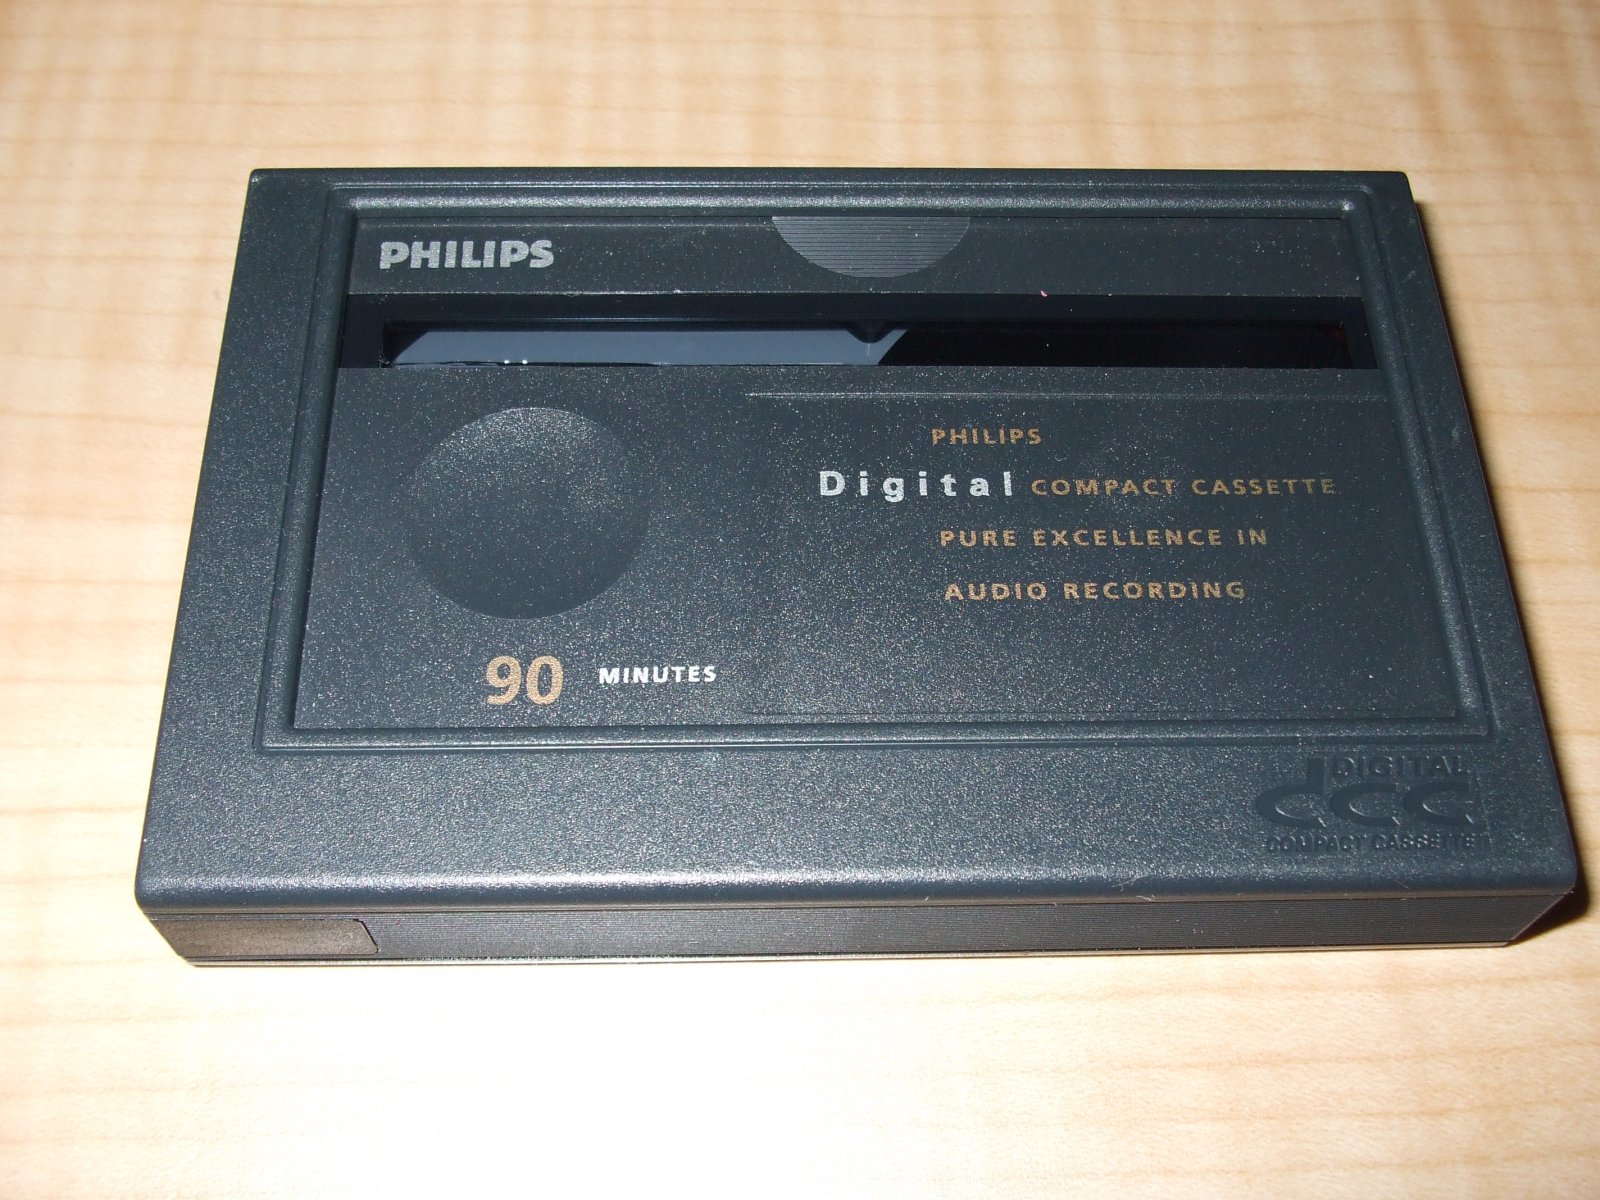 PHILIPS
PHILIPS
Digital COMPACT CASSETTE
PURE EXCELLENCE IN
AUDIO RECORDING
90 MINUTES
DIGITAL
dcc
COMPACT CASSETTE